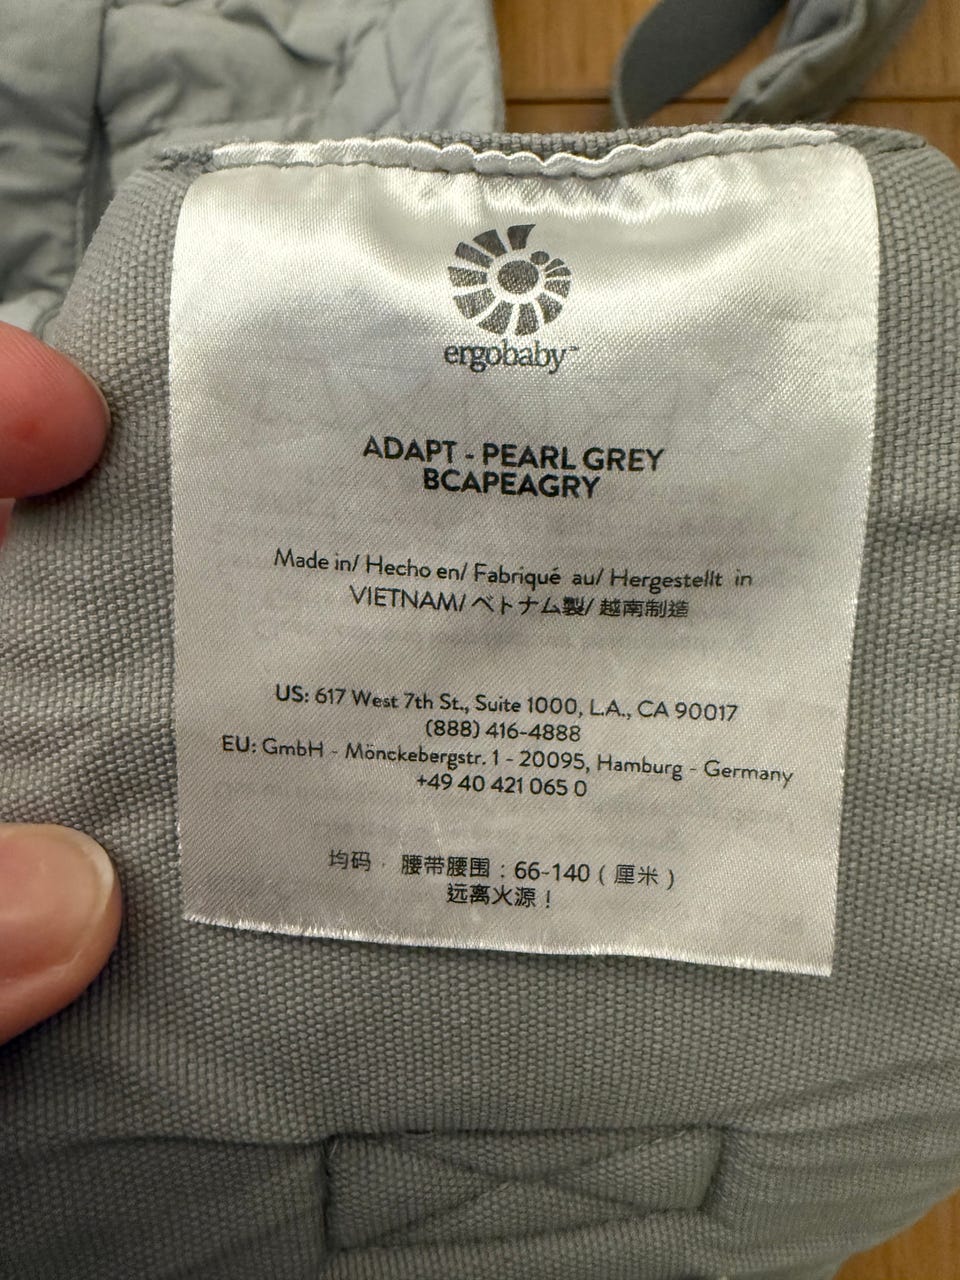 ergobaby™
ADAPT - PEARL GREY
BCAPEAGRY
Made in/ Hecho en/ Fabriqué au/ Hergestellt in
VIETNAM/ ベトナム製/ 越南制造
US: 617 West 7th St., Suite 1000, L.A., CA 90017
(888) 416-4888
EU: GmbH - Mönckebergstr. 1 - 20095, Hamburg - Germany
+49 40 421 065 0
均码 . 腰带腰围：66-140（厘米）
远离火源！